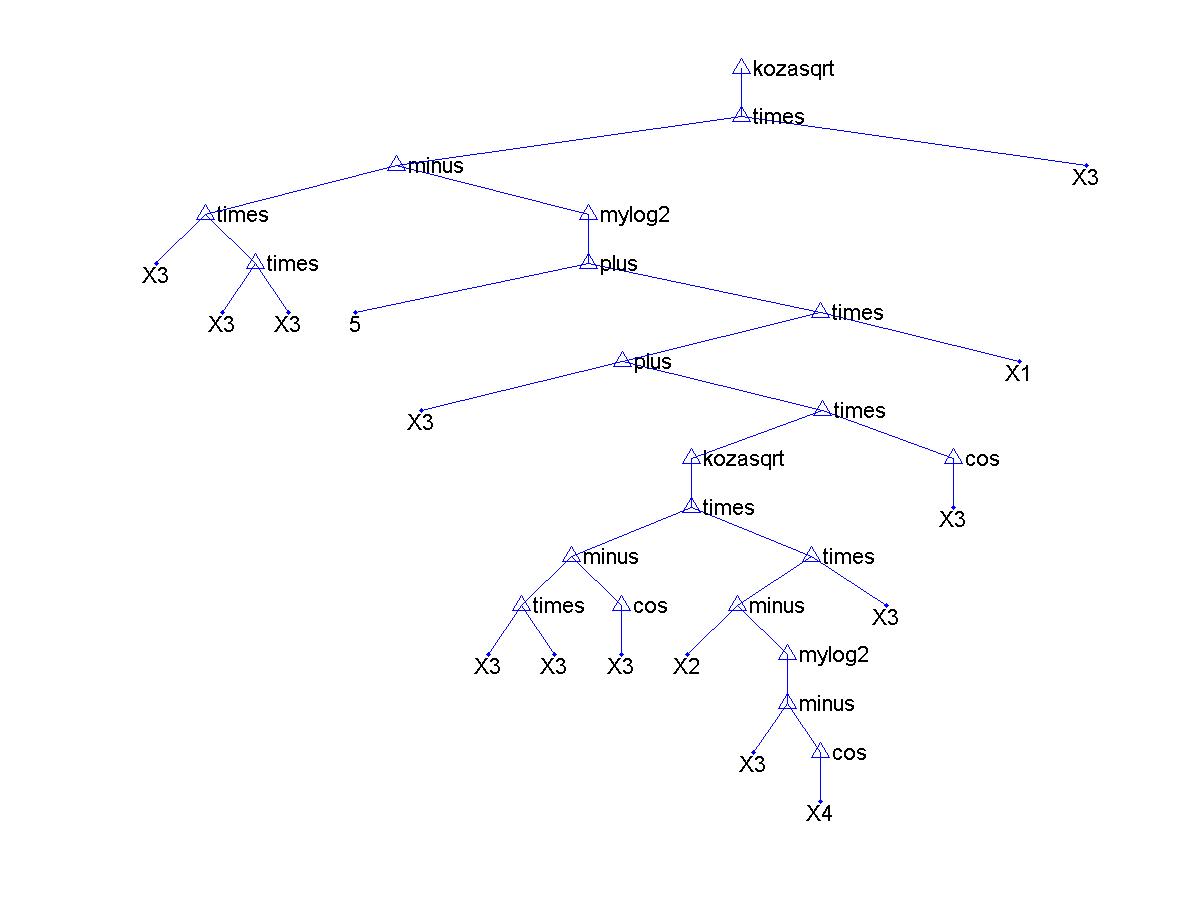 kozasqrt
times
minus
X3
times
mylog2
X3
times
plus
X3
X3
5
times
plus
X1
X3
times
kozasqrt
cos
times
X3
minus
times
times
cos
minus
X3
X3
X3
X3
X2
mylog2
minus
X3
cos
X4